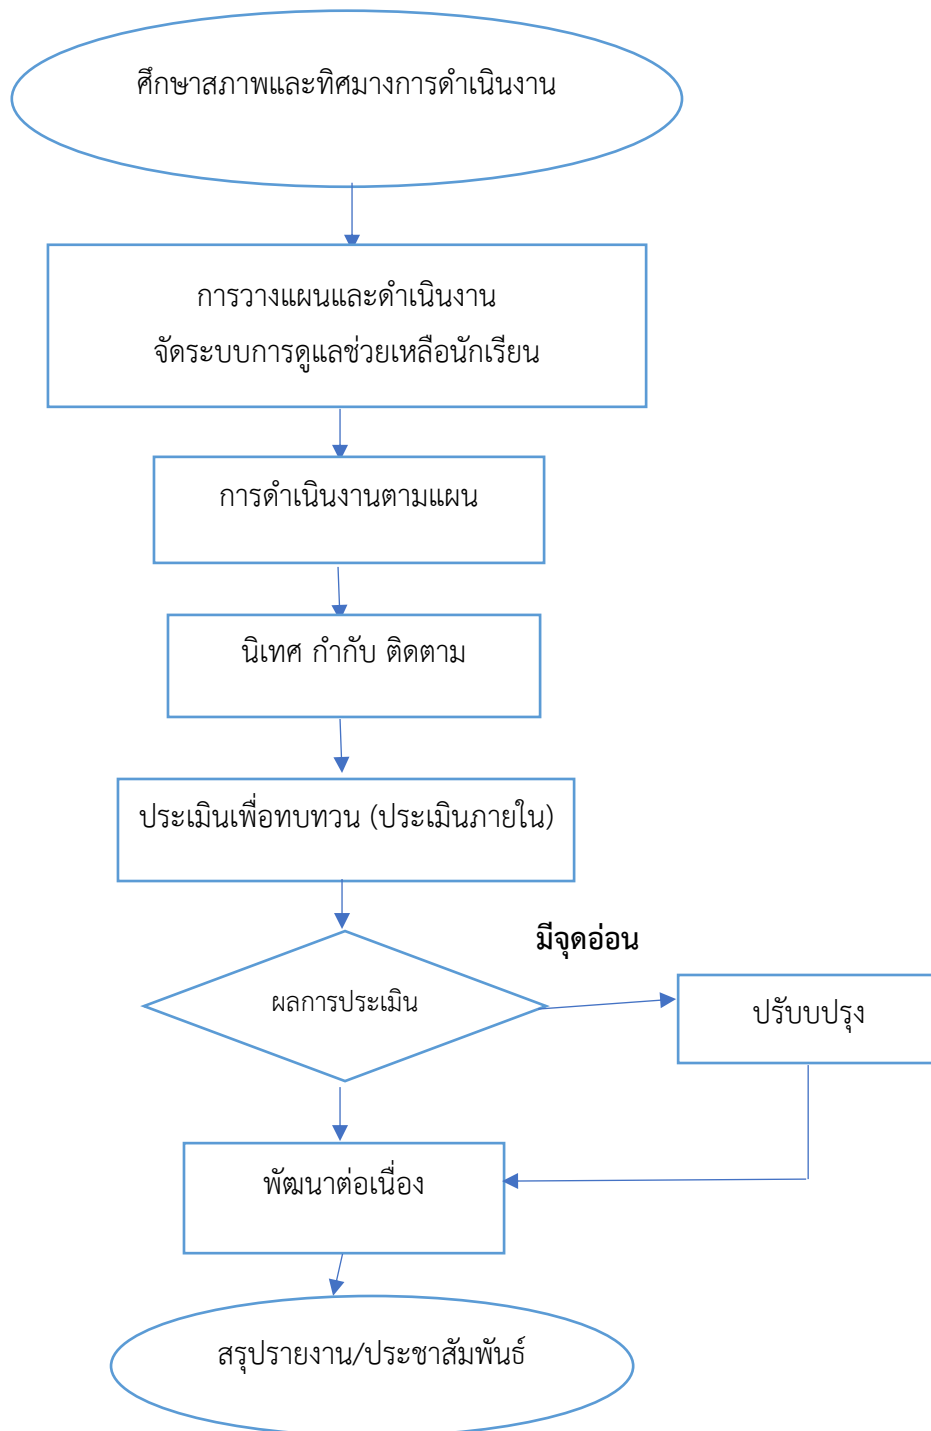 ศึกษาสภาพและทิศมางการดำเนินงาน
การวางแผนและดำเนินงาน
จัดระบบการดูแลช่วยเหลือนักเรียน
การดำเนินงานตามแผน
นิเทศ กำกับ ติดตาม
ประเมินเพื่อทบทวน (ประเมินภายใน)
มีจุดอ่อน
ผลการประเมิน
ปรับบปรุง
พัฒนาต่อเนื่อง
สรุปรายงาน/ประชาสัมพันธ์